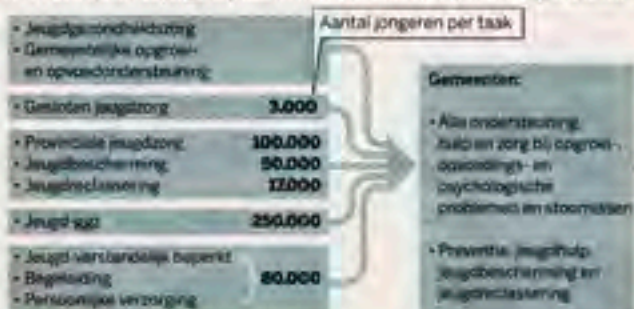 Aantal jongeren per taak
• Jeugdgezondheidszorg
• Gemeentelijke opgroei-
en opvoedondersteuning
• Gesloten jeugdzorg 3.000
• Provinciale jeugdzorg 100.000
• Jeugdbescherming 50.000
• Jeugdreclassering 17.000
• Jeugd-ggz 250.000
• Jeugd-verstandelijk beperkt
• Begeleiding 80.000
• Persoonlijke verzorging
Gemeenten:
• Alle ondersteuning,
hulp en zorg bij opgroei-,
opvoedings- en
psychologische
problemen en stoornissen
• Preventie, jeugdhulp,
jeugdbescherming en
jeugdreclassering